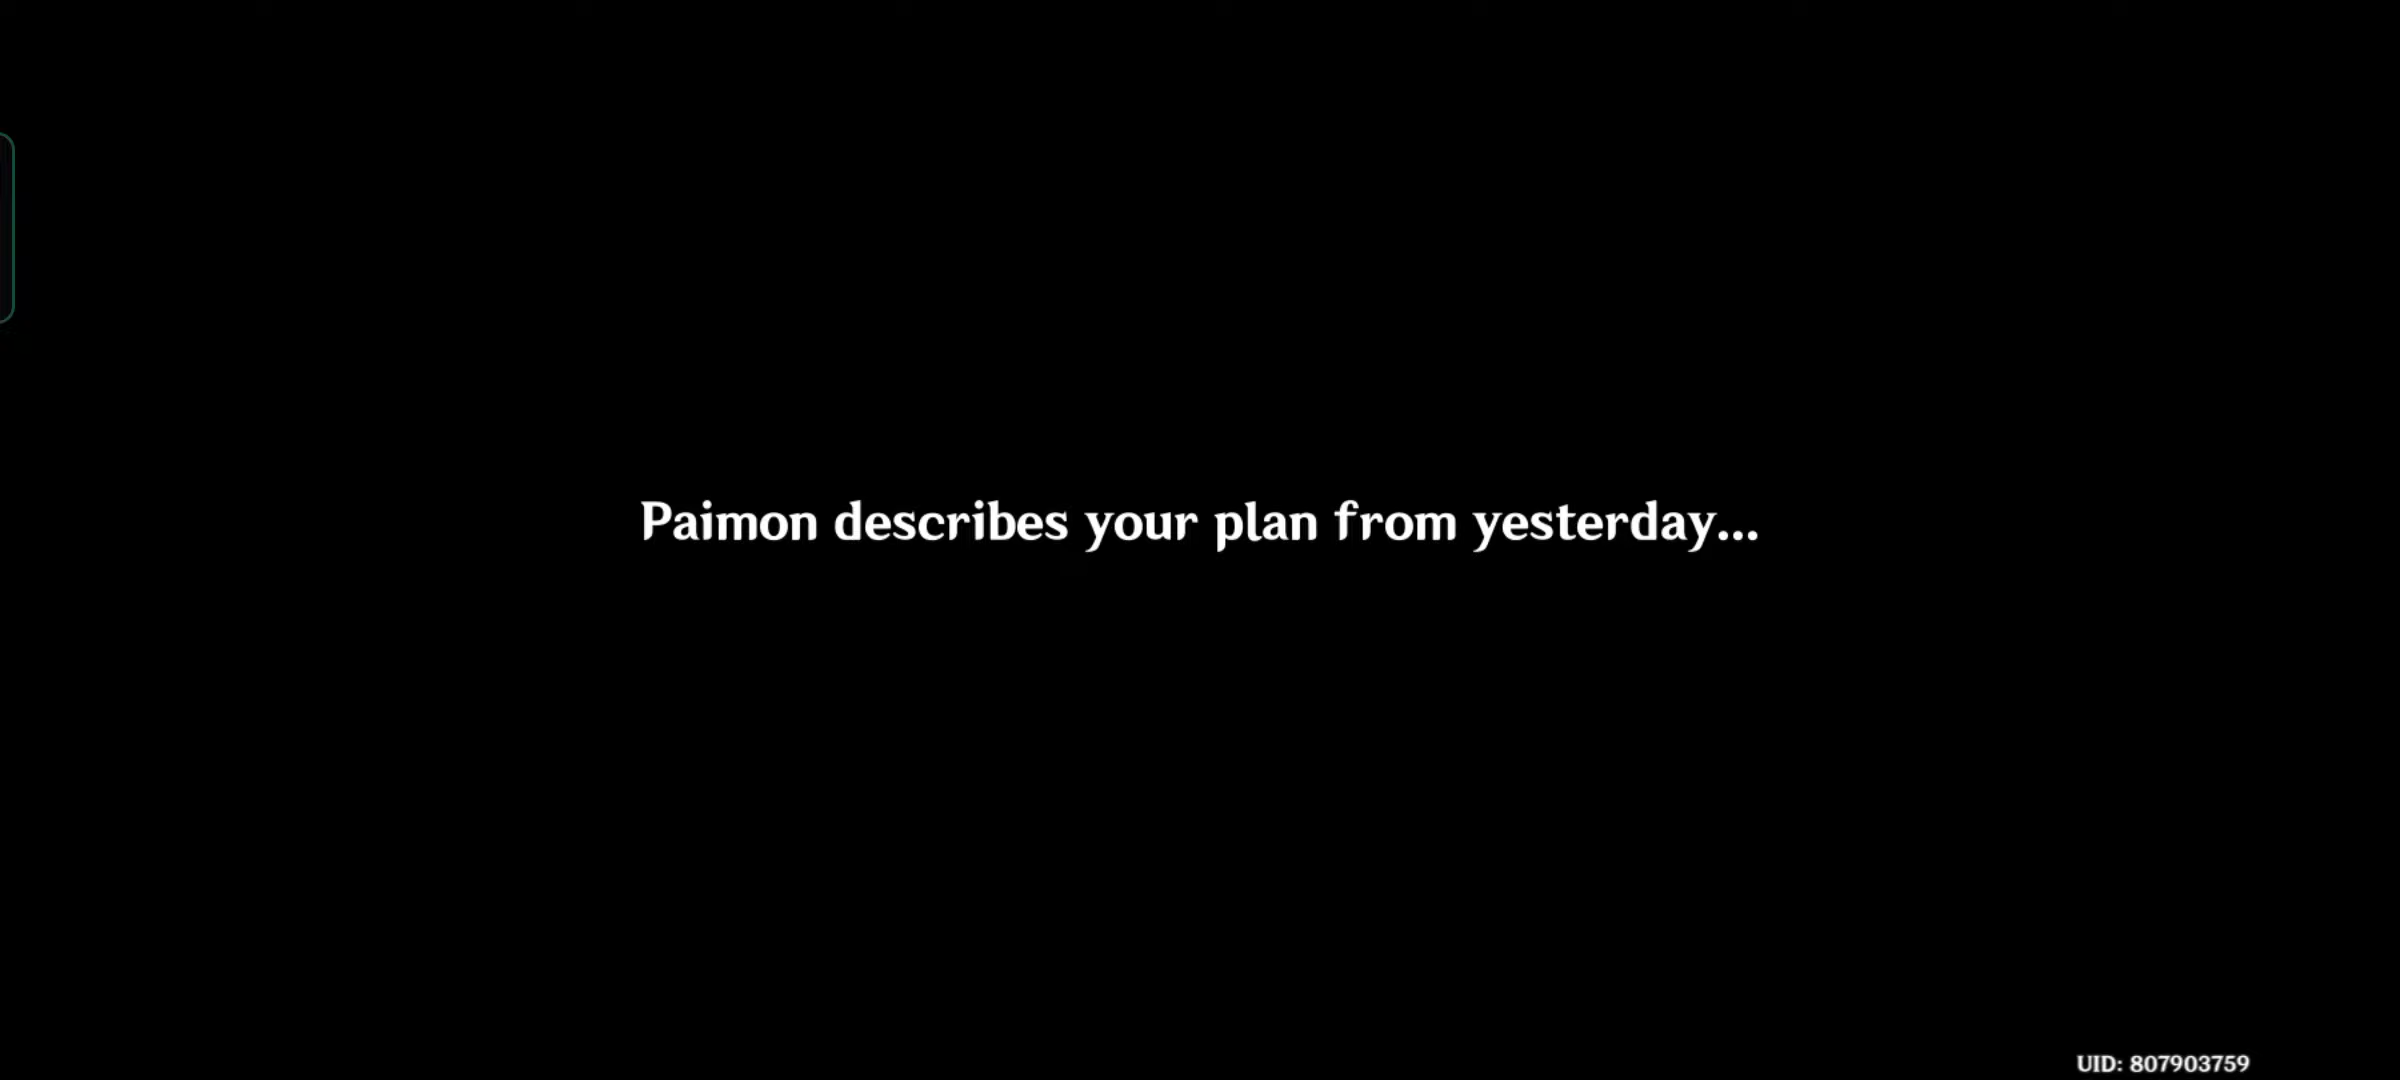 Paimon describes your plan from yesterday...
UID: 807903759